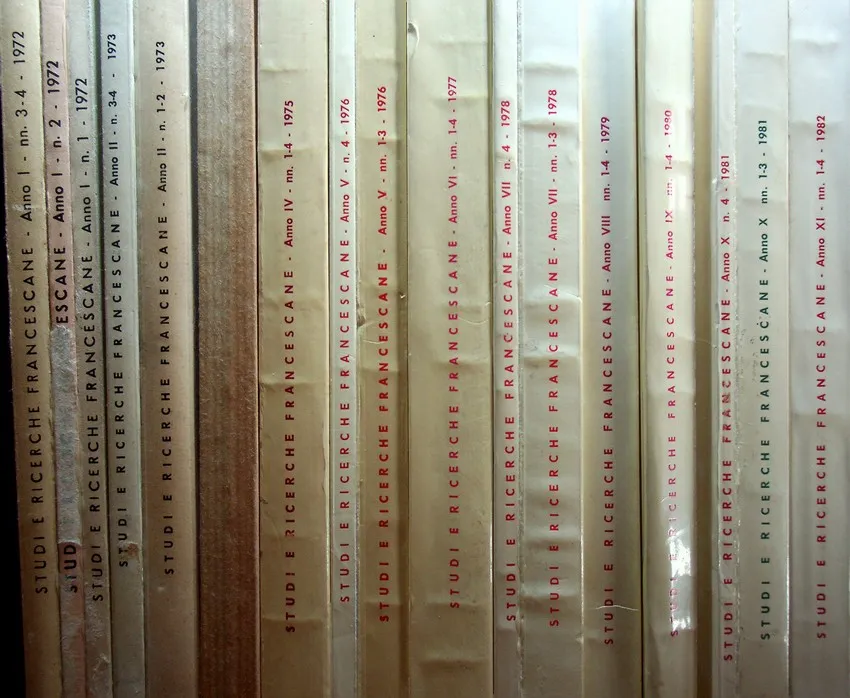 STUDI E RICERCHE FRANCESCANE - Anno I - nn. 3-4 - 1972
STUD ESCANE - Anno I - n. 2 - 1972
STUDI E RICERCHE FRANCESCANE - Anno I - n. 1 - 1972
STUDI E RICERCHE FRANCESCANE - Anno II - n. 3-4 - 1973
STUDI E RICERCHE FRANCESCANE - Anno II - n. 1-2 - 1973
STUDI E RICERCHE FRANCESCANE - Anno IV - nn. 1-4 - 1975
STUDI E RICERCHE FRANCESCANE - Anno V - n. 4 - 1976
STUDI E RICERCHE FRANCESCANE - Anno V - nn. 1-3 - 1976
STUDI E RICERCHE FRANCESCANE - Anno VI - nn. 1-4 - 1977
STUDI E RICERCHE FRANCESCANE - Anno VII n. 4 - 1978
STUDI E RICERCHE FRANCESCANE - Anno VII - nn. 1-3 - 1978
STUDI E RICERCHE FRANCESCANE - Anno VIII nn. 1-4 - 1979
STUDI E RICERCHE FRANCESCANE - Anno IX nn. 1-4 - 1980
STUDI E RICERCHE FRANCESCANE - Anno X n. 4 - 1981
STUDI E RICERCHE FRANCESCANE - Anno X nn. 1-3 - 1981
STUDI E RICERCHE FRANCESCANE - Anno XI - nn. 1-4 - 1982